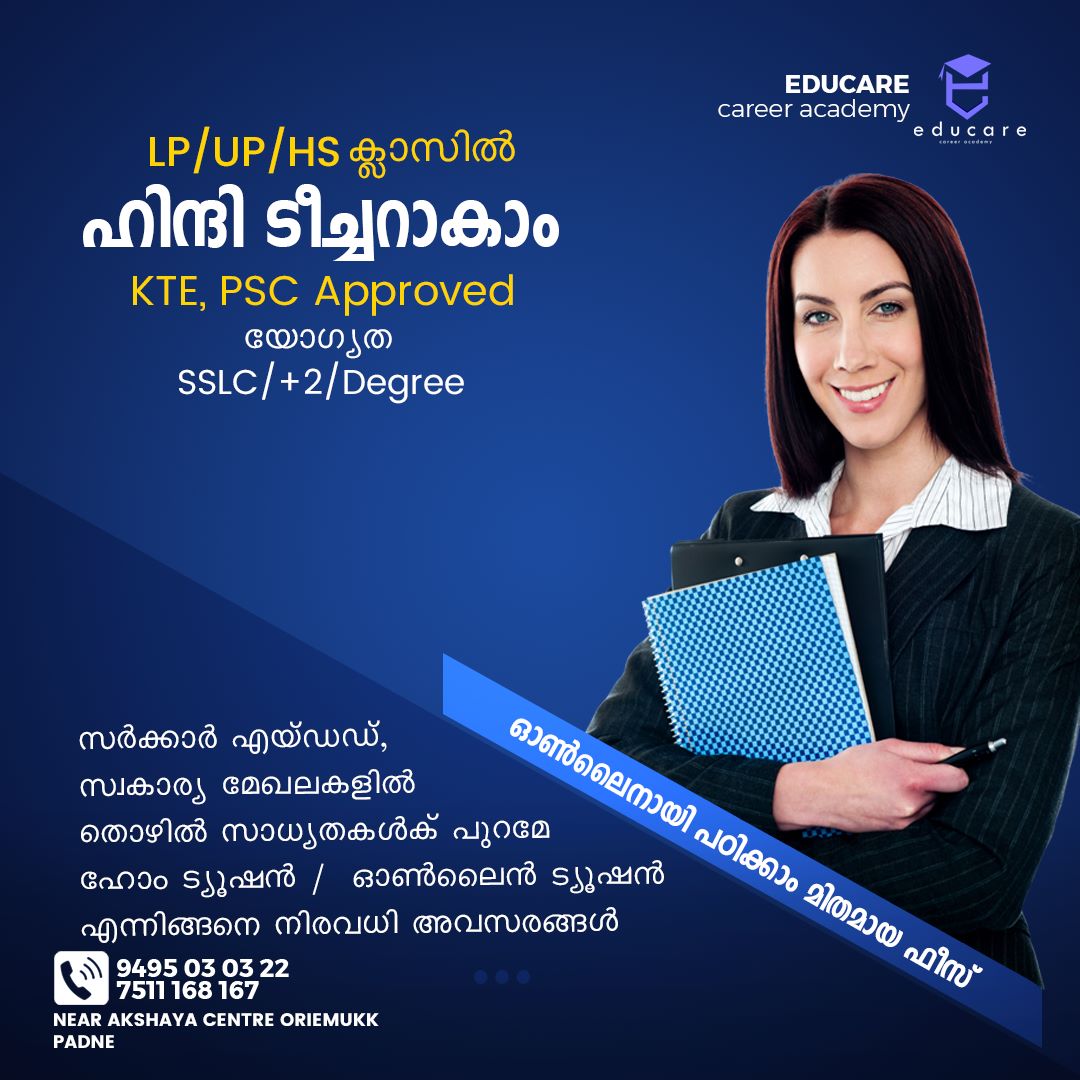 EDUCARE
career academy
educare
career academy
LP/UP/HS ക്ലാസിൽ
ഹിന്ദി ടീച്ചറാകാം
KTE, PSC Approved
യോഗ്യത
SSLC/+2/Degree
ഓൺലൈനായി പഠിക്കാം മിതമായ ഫീസ്
സർക്കാർ എയ്ഡഡ്,
സ്വകാര്യ മേഖലകളിൽ
തൊഴിൽ സാധ്യതകൾക് പുറമേ
ഹോം ട്യൂഷൻ / ഓൺലൈൻ ട്യൂഷൻ
എന്നിങ്ങനെ നിരവധി അവസരങ്ങൾ
9495 03 03 22
7511 168 167
NEAR AKSHAYA CENTRE ORIEMUKK
PADNE